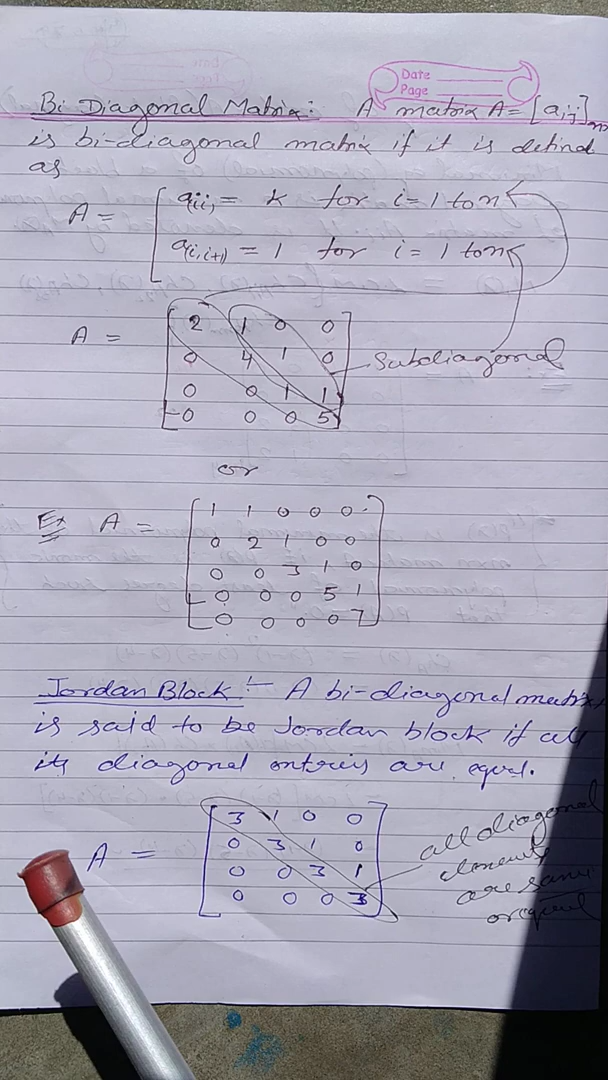 Date
Page
Bi Diagonal Matrix: A matrix A = [aij]nn
is bi-diagonal matrix if it is defind
as
A = [ a(ii) = k for i = 1 to n
a(i,i+1) = 1 for i = 1 to n
A = [ 2 1 0 0
0 4 1 0
0 0 1 1
0 0 0 5 ]
Subdiagonal
or
Ex A = [ 1 1 0 0 0
0 2 1 0 0
0 0 3 1 0
0 0 0 5 1
0 0 0 0 7 ]
Jordan Block :- A bi-diagonal matrix
is said to be Jordan block if all
its diagonal entries are equal.
A = [ 3 1 0 0
0 3 1 0
0 0 3 1
0 0 0 3 ]
all diagonal
elements
are same
or equal